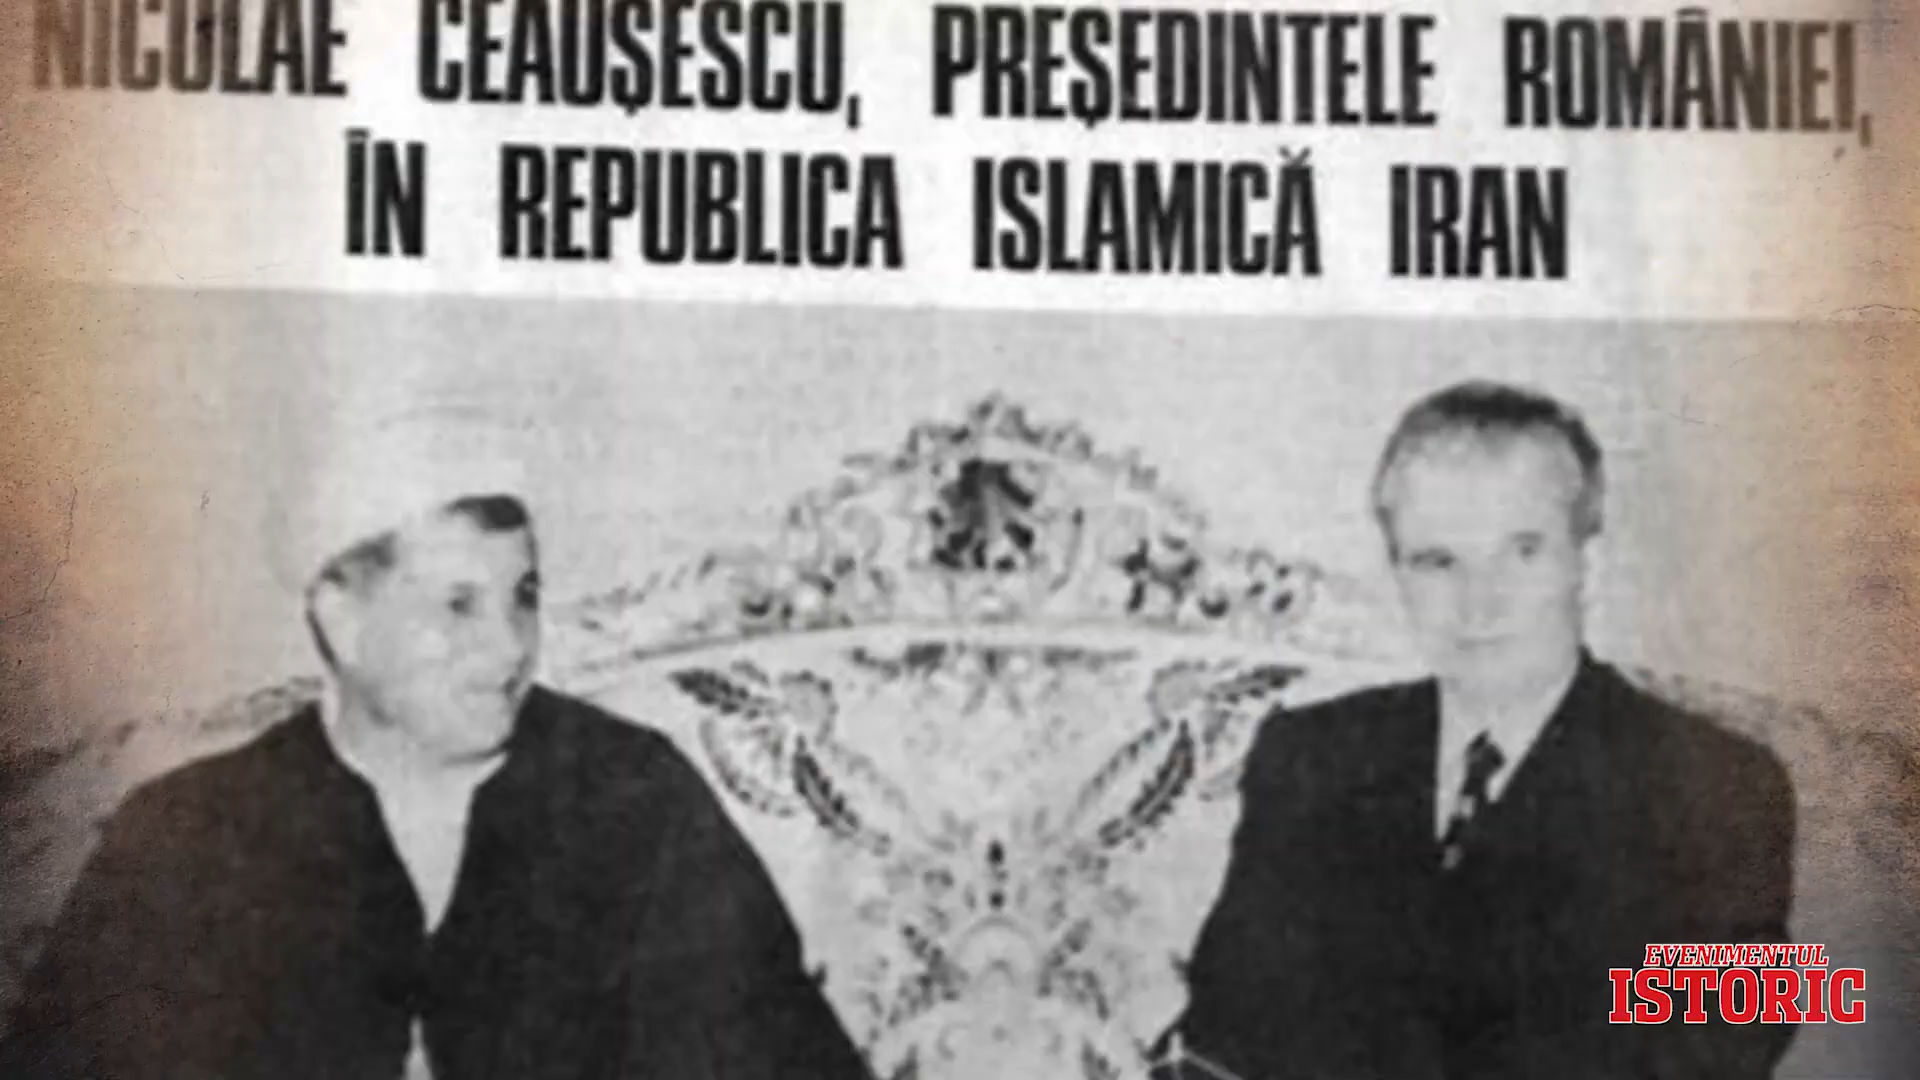 NICOLAE CEAUȘESCU, PREȘEDINTELE ROMÂNIEI,
ÎN REPUBLICA ISLAMICĂ IRAN
EVENIMENTUL
ISTORIC